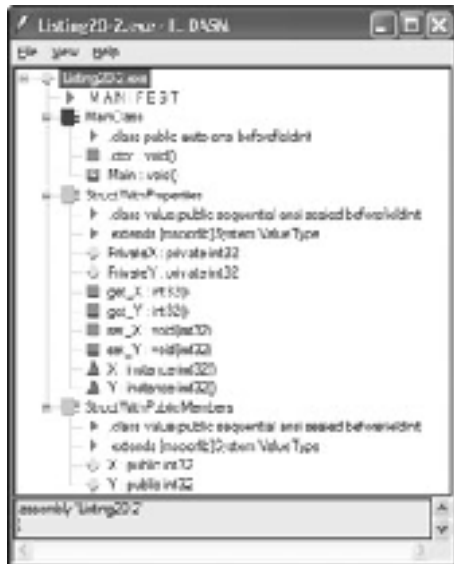 Listing20-2.exe - IL DASM
File View Help
Listing20-2.exe
MANIFEST
MainClass
.class public auto ansi beforefieldinit
.ctor : void()
Main : void()
StructWithProperties
.class value public sequential ansi sealed beforefieldinit
extends [mscorlib]System.ValueType
PrivateX : private int32
PrivateY : private int32
get_X : int32()
get_Y : int32()
set_X : void(int32)
set_Y : void(int32)
X : instance int32()
Y : instance int32()
StructWithPublicMembers
.class value public sequential ansi sealed beforefieldinit
extends [mscorlib]System.ValueType
X : public int32
Y : public int32
assembly 'Listing20-2'